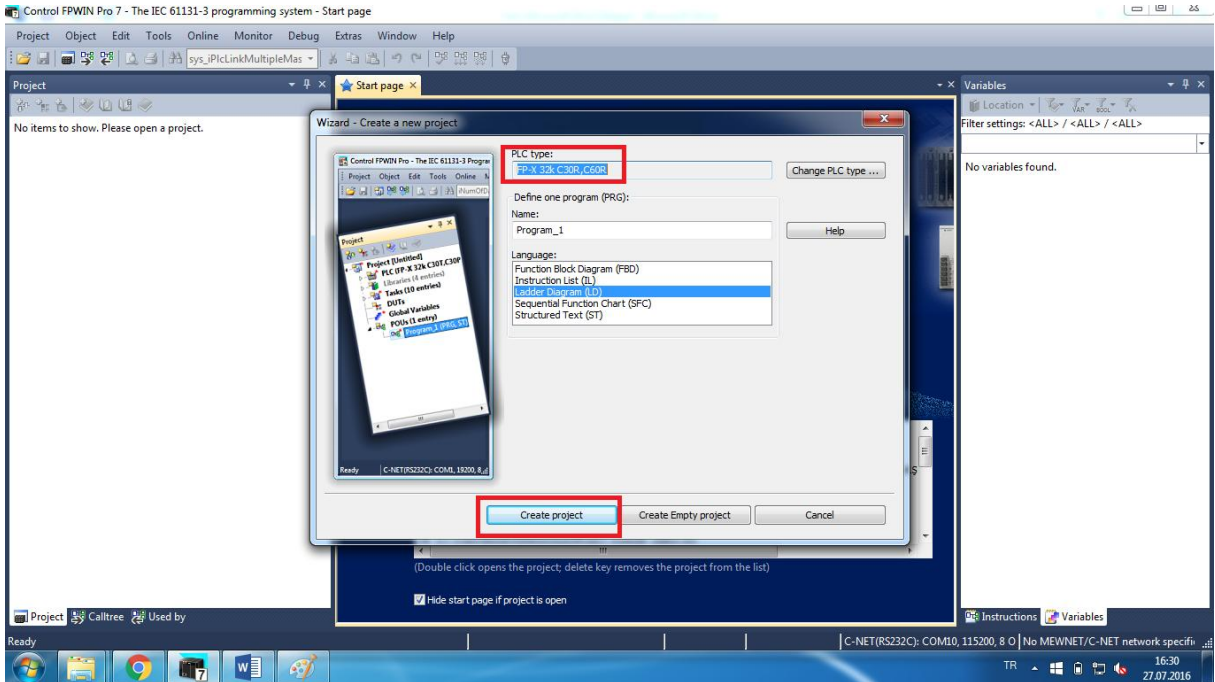 Control FPWIN Pro 7 - The IEC 61131-3 programming system - Start page
Project Object Edit Tools Online Monitor Debug Extras Window Help
sys_iPlcLinkMultipleMas
Project
No items to show. Please open a project.
Start page
Variables
Location
Filter settings: <ALL> / <ALL> / <ALL>
No variables found.
Wizard - Create a new project
Control FPWIN Pro - The IEC 61131-3 Progra
Project Object Edit Tools Online
Project
Project [Untitled]
PLC (FP-X 32k C30T,C30P
Libraries (4 entries)
Tasks (10 entries)
DUTs
Global Variables
POUs (1 entry)
Program_1 (PRG, ST)
Ready C-NET(RS232C): COM1, 19200, 8,
PLC type:
FP-X 32k C30R,C60R
Change PLC type ...
Define one program (PRG):
Name:
Program_1
Help
Language:
Function Block Diagram (FBD)
Instruction List (IL)
Ladder Diagram (LD)
Sequential Function Chart (SFC)
Structured Text (ST)
Create project
Create Empty project
Cancel
(Double click opens the project; delete key removes the project from the list)
Hide start page if project is open
Project Calltree Used by
Instructions Variables
Ready
C-NET(RS232C): COM10, 115200, 8 O No MEWNET/C-NET network specifi
TR
16:30
27.07.2016